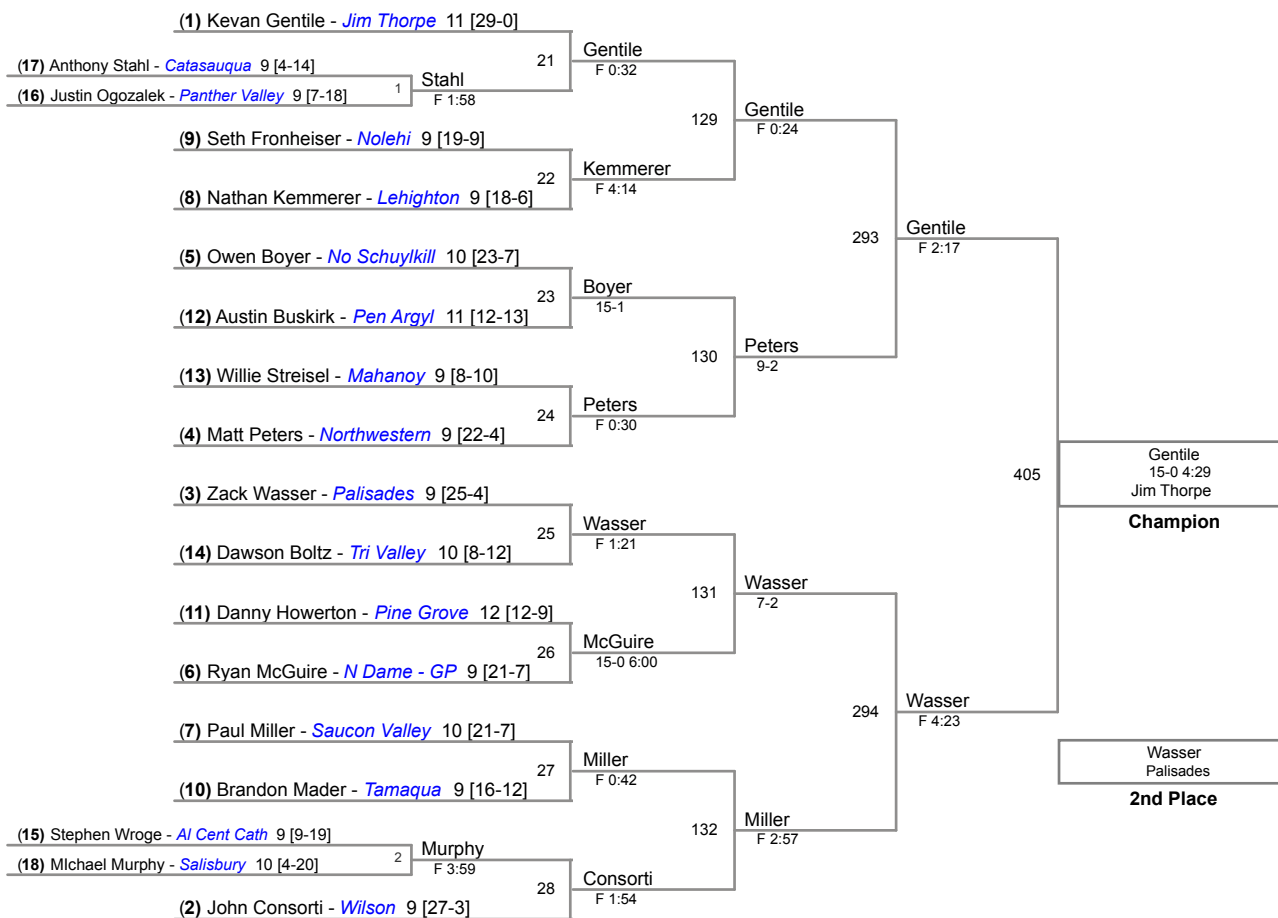 (1) Kevan Gentile - Jim Thorpe 11 [29-0]
21
Gentile
F 0:32
(17) Anthony Stahl - Catasauqua 9 [4-14]
1
Stahl
F 1:58
(16) Justin Ogozalek - Panther Valley 9 [7-18]
129
Gentile
F 0:24
(9) Seth Fronheiser - Nolehi 9 [19-9]
22
Kemmerer
F 4:14
(8) Nathan Kemmerer - Lehighton 9 [18-6]
293
Gentile
F 2:17
(5) Owen Boyer - No Schuylkill 10 [23-7]
23
Boyer
15-1
(12) Austin Buskirk - Pen Argyl 11 [12-13]
130
Peters
9-2
(13) Willie Streisel - Mahanoy 9 [8-10]
24
Peters
F 0:30
(4) Matt Peters - Northwestern 9 [22-4]
405
Gentile
15-0 4:29
Jim Thorpe
Champion
(3) Zack Wasser - Palisades 9 [25-4]
25
Wasser
F 1:21
(14) Dawson Boltz - Tri Valley 10 [8-12]
131
Wasser
7-2
(11) Danny Howerton - Pine Grove 12 [12-9]
26
McGuire
15-0 6:00
(6) Ryan McGuire - N Dame - GP 9 [21-7]
294
Wasser
F 4:23
(7) Paul Miller - Saucon Valley 10 [21-7]
27
Miller
F 0:42
(10) Brandon Mader - Tamaqua 9 [16-12]
Wasser
Palisades
2nd Place
132
Miller
F 2:57
(15) Stephen Wroge - Al Cent Cath 9 [9-19]
2
Murphy
F 3:59
(18) MIchael Murphy - Salisbury 10 [4-20]
28
Consorti
F 1:54
(2) John Consorti - Wilson 9 [27-3]